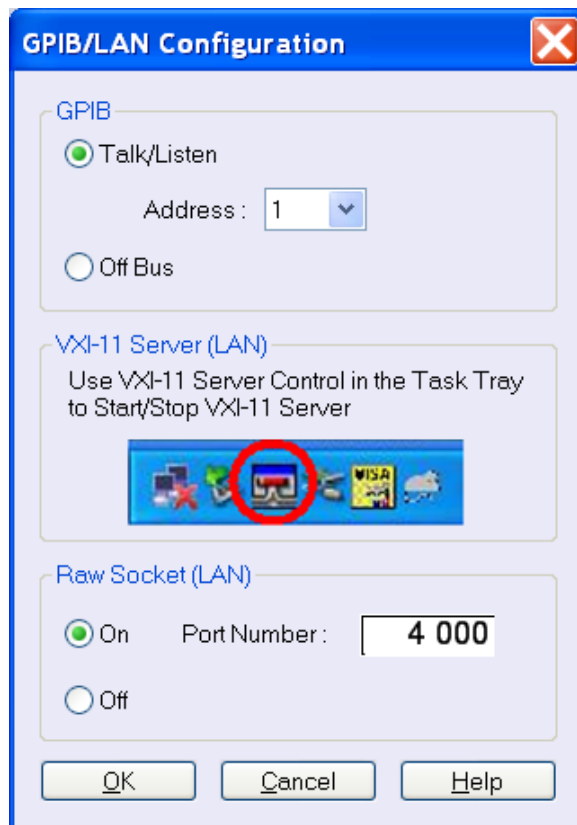 GPIB/LAN Configuration
GPIB
Talk/Listen
Address : 1
Off Bus
VXI-11 Server (LAN)
Use VXI-11 Server Control in the Task Tray
to Start/Stop VXI-11 Server
VISA
Raw Socket (LAN)
On Port Number : 4 000
Off
OK Cancel Help